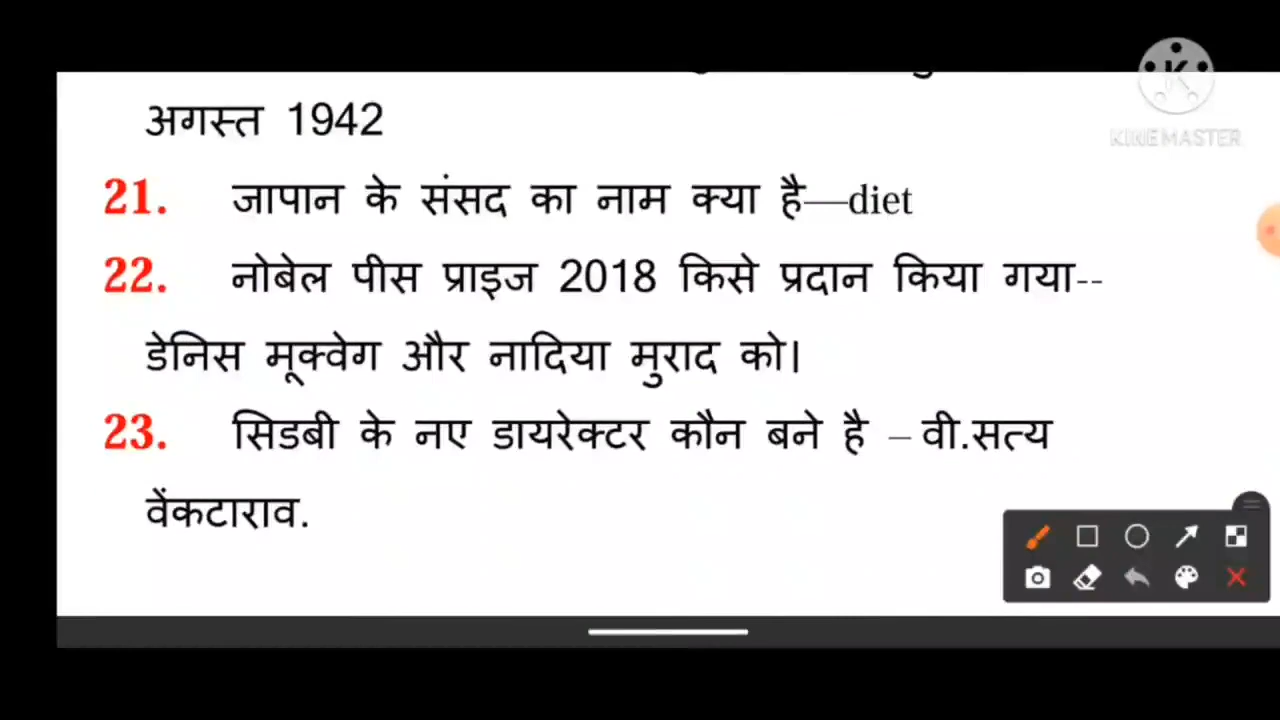 KINEMASTER
अगस्त 1942
21. जापान के संसद का नाम क्या है—diet
22. नोबेल पीस प्राइज 2018 किसे प्रदान किया गया--
डेनिस मूक्वेग और नादिया मुराद को।
23. सिडबी के नए डायरेक्टर कौन बने है – वी.सत्य
वेंकटाराव.